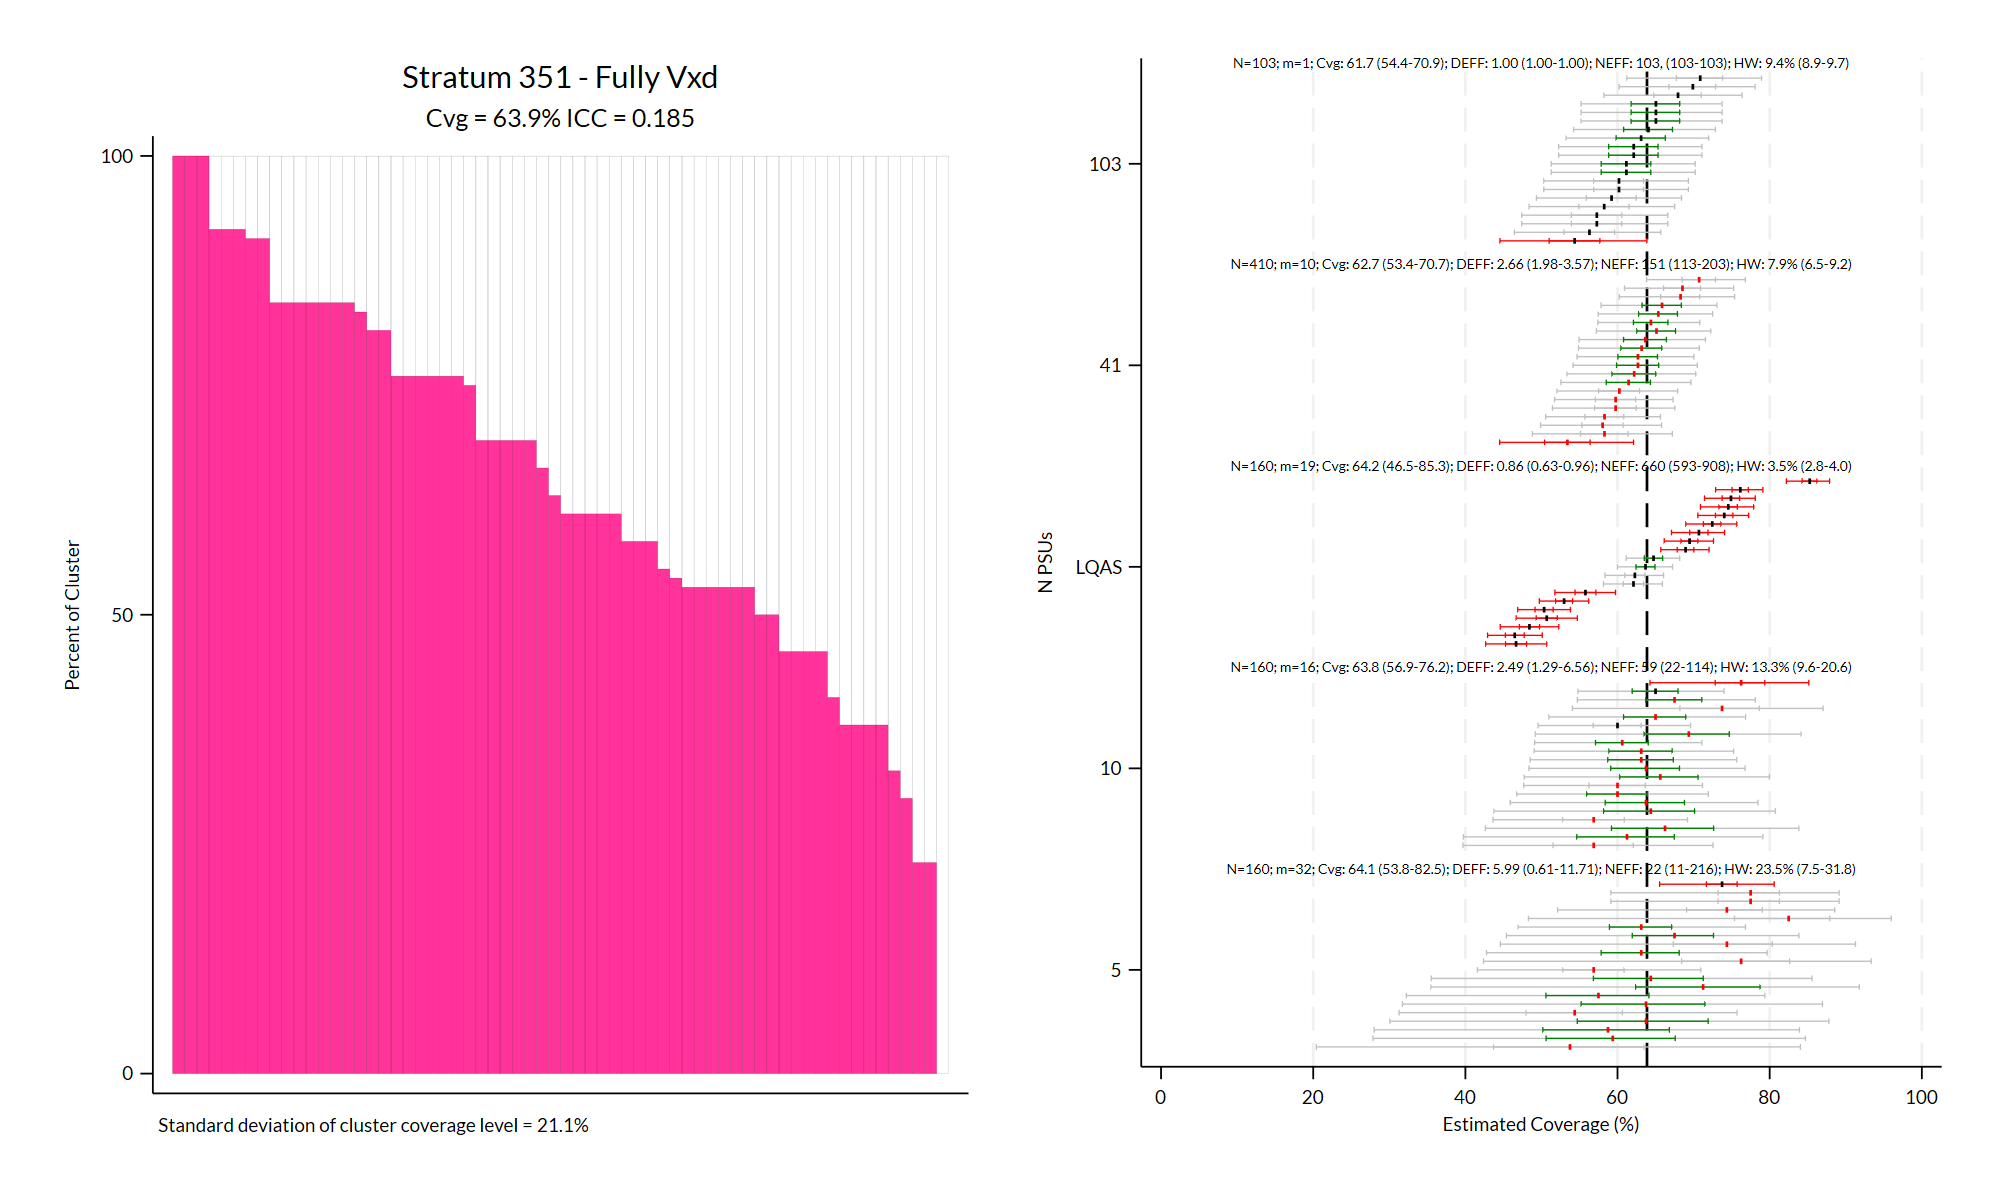 Stratum 351 - Fully Vxd
Cvg = 63.9% ICC = 0.185
Percent of Cluster
100
50
0
Standard deviation of cluster coverage level = 21.1%
N PSUs
N=103; m=1; Cvg: 61.7 (54.4-70.9); DEFF: 1.00 (1.00-1.00); NEFF: 103, (103-103); HW: 9.4% (8.9-9.7)
103
N=410; m=10; Cvg: 62.7 (53.4-70.7); DEFF: 2.66 (1.98-3.57); NEFF: 151 (113-203); HW: 7.9% (6.5-9.2)
41
N=160; m=19; Cvg: 64.2 (46.5-85.3); DEFF: 0.86 (0.63-0.96); NEFF: 660 (593-908); HW: 3.5% (2.8-4.0)
LQAS
N=160; m=16; Cvg: 63.8 (56.9-76.2); DEFF: 2.49 (1.29-6.56); NEFF: 59 (22-114); HW: 13.3% (9.6-20.6)
10
N=160; m=32; Cvg: 64.1 (53.8-82.5); DEFF: 5.99 (0.61-11.71); NEFF: 22 (11-216); HW: 23.5% (7.5-31.8)
5
0 20 40 60 80 100
Estimated Coverage (%)